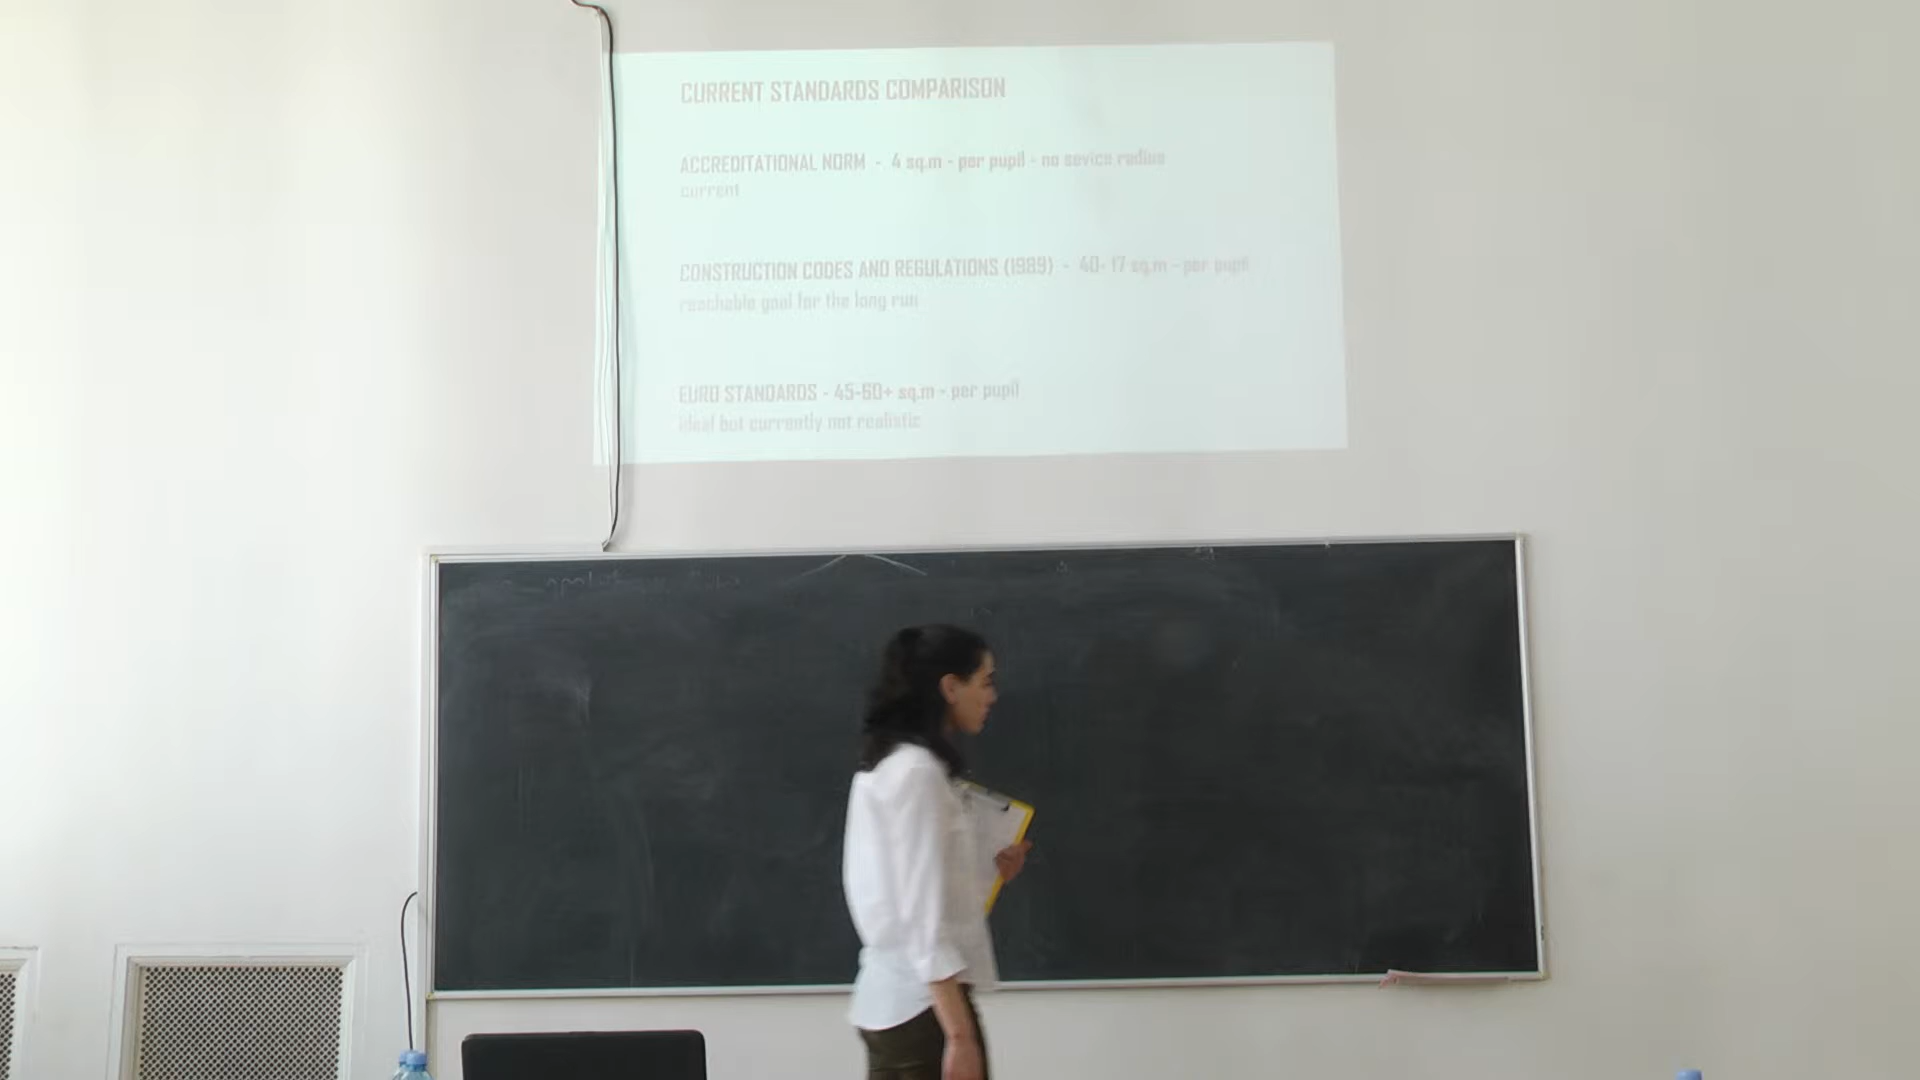 CURRENT STANDARDS COMPARISON
ACCREDITATIONAL NORM - 4 sq.m - per pupil - no sevice radius
current
CONSTRUCTION CODES AND REGULATIONS (1989) - 40-17 sq.m - per pupil
reachable goal for the long run
EURO STANDARDS - 45-60+ sq.m - per pupil
ideal but currently not realistic